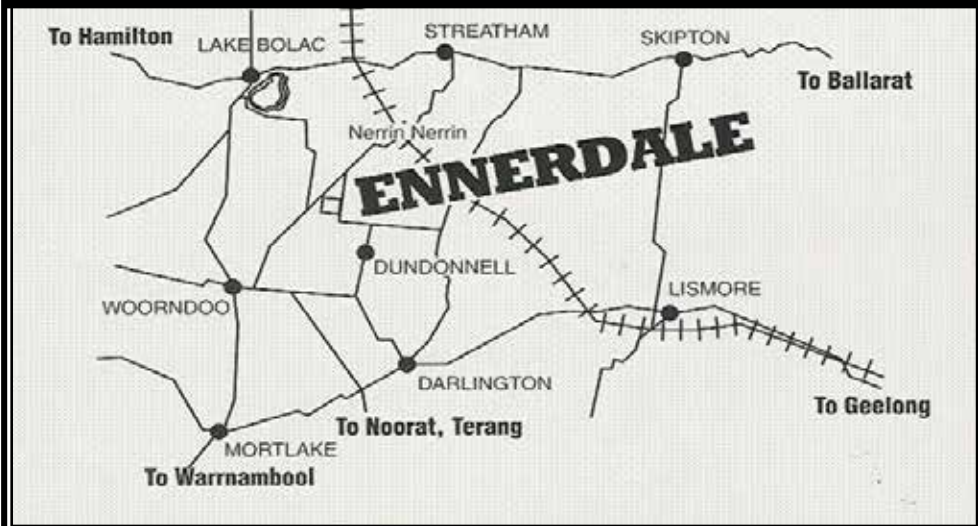 To Hamilton
LAKE BOLAC
STREATHAM
SKIPTON
To Ballarat
Nerrin Nerrin
ENNERDALE
DUNDONNELL
WOORNDOO
LISMORE
DARLINGTON
To Geelong
To Noorat, Terang
MORTLAKE
To Warrnambool